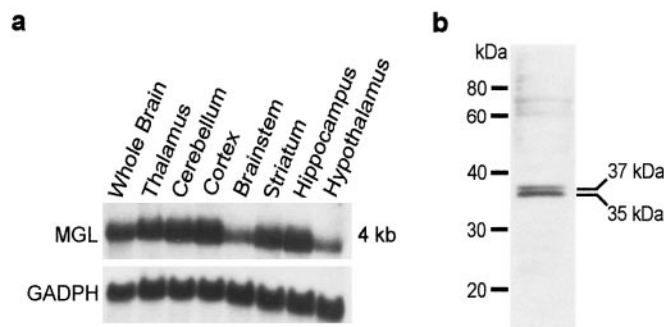 a
Whole Brain
Thalamus
Cerebellum
Cortex
Brainstem
Striatum
Hippocampus
Hypothalamus
MGL
4 kb
GADPH
b
kDa
80
60
40
30
20
37 kDa
35 kDa